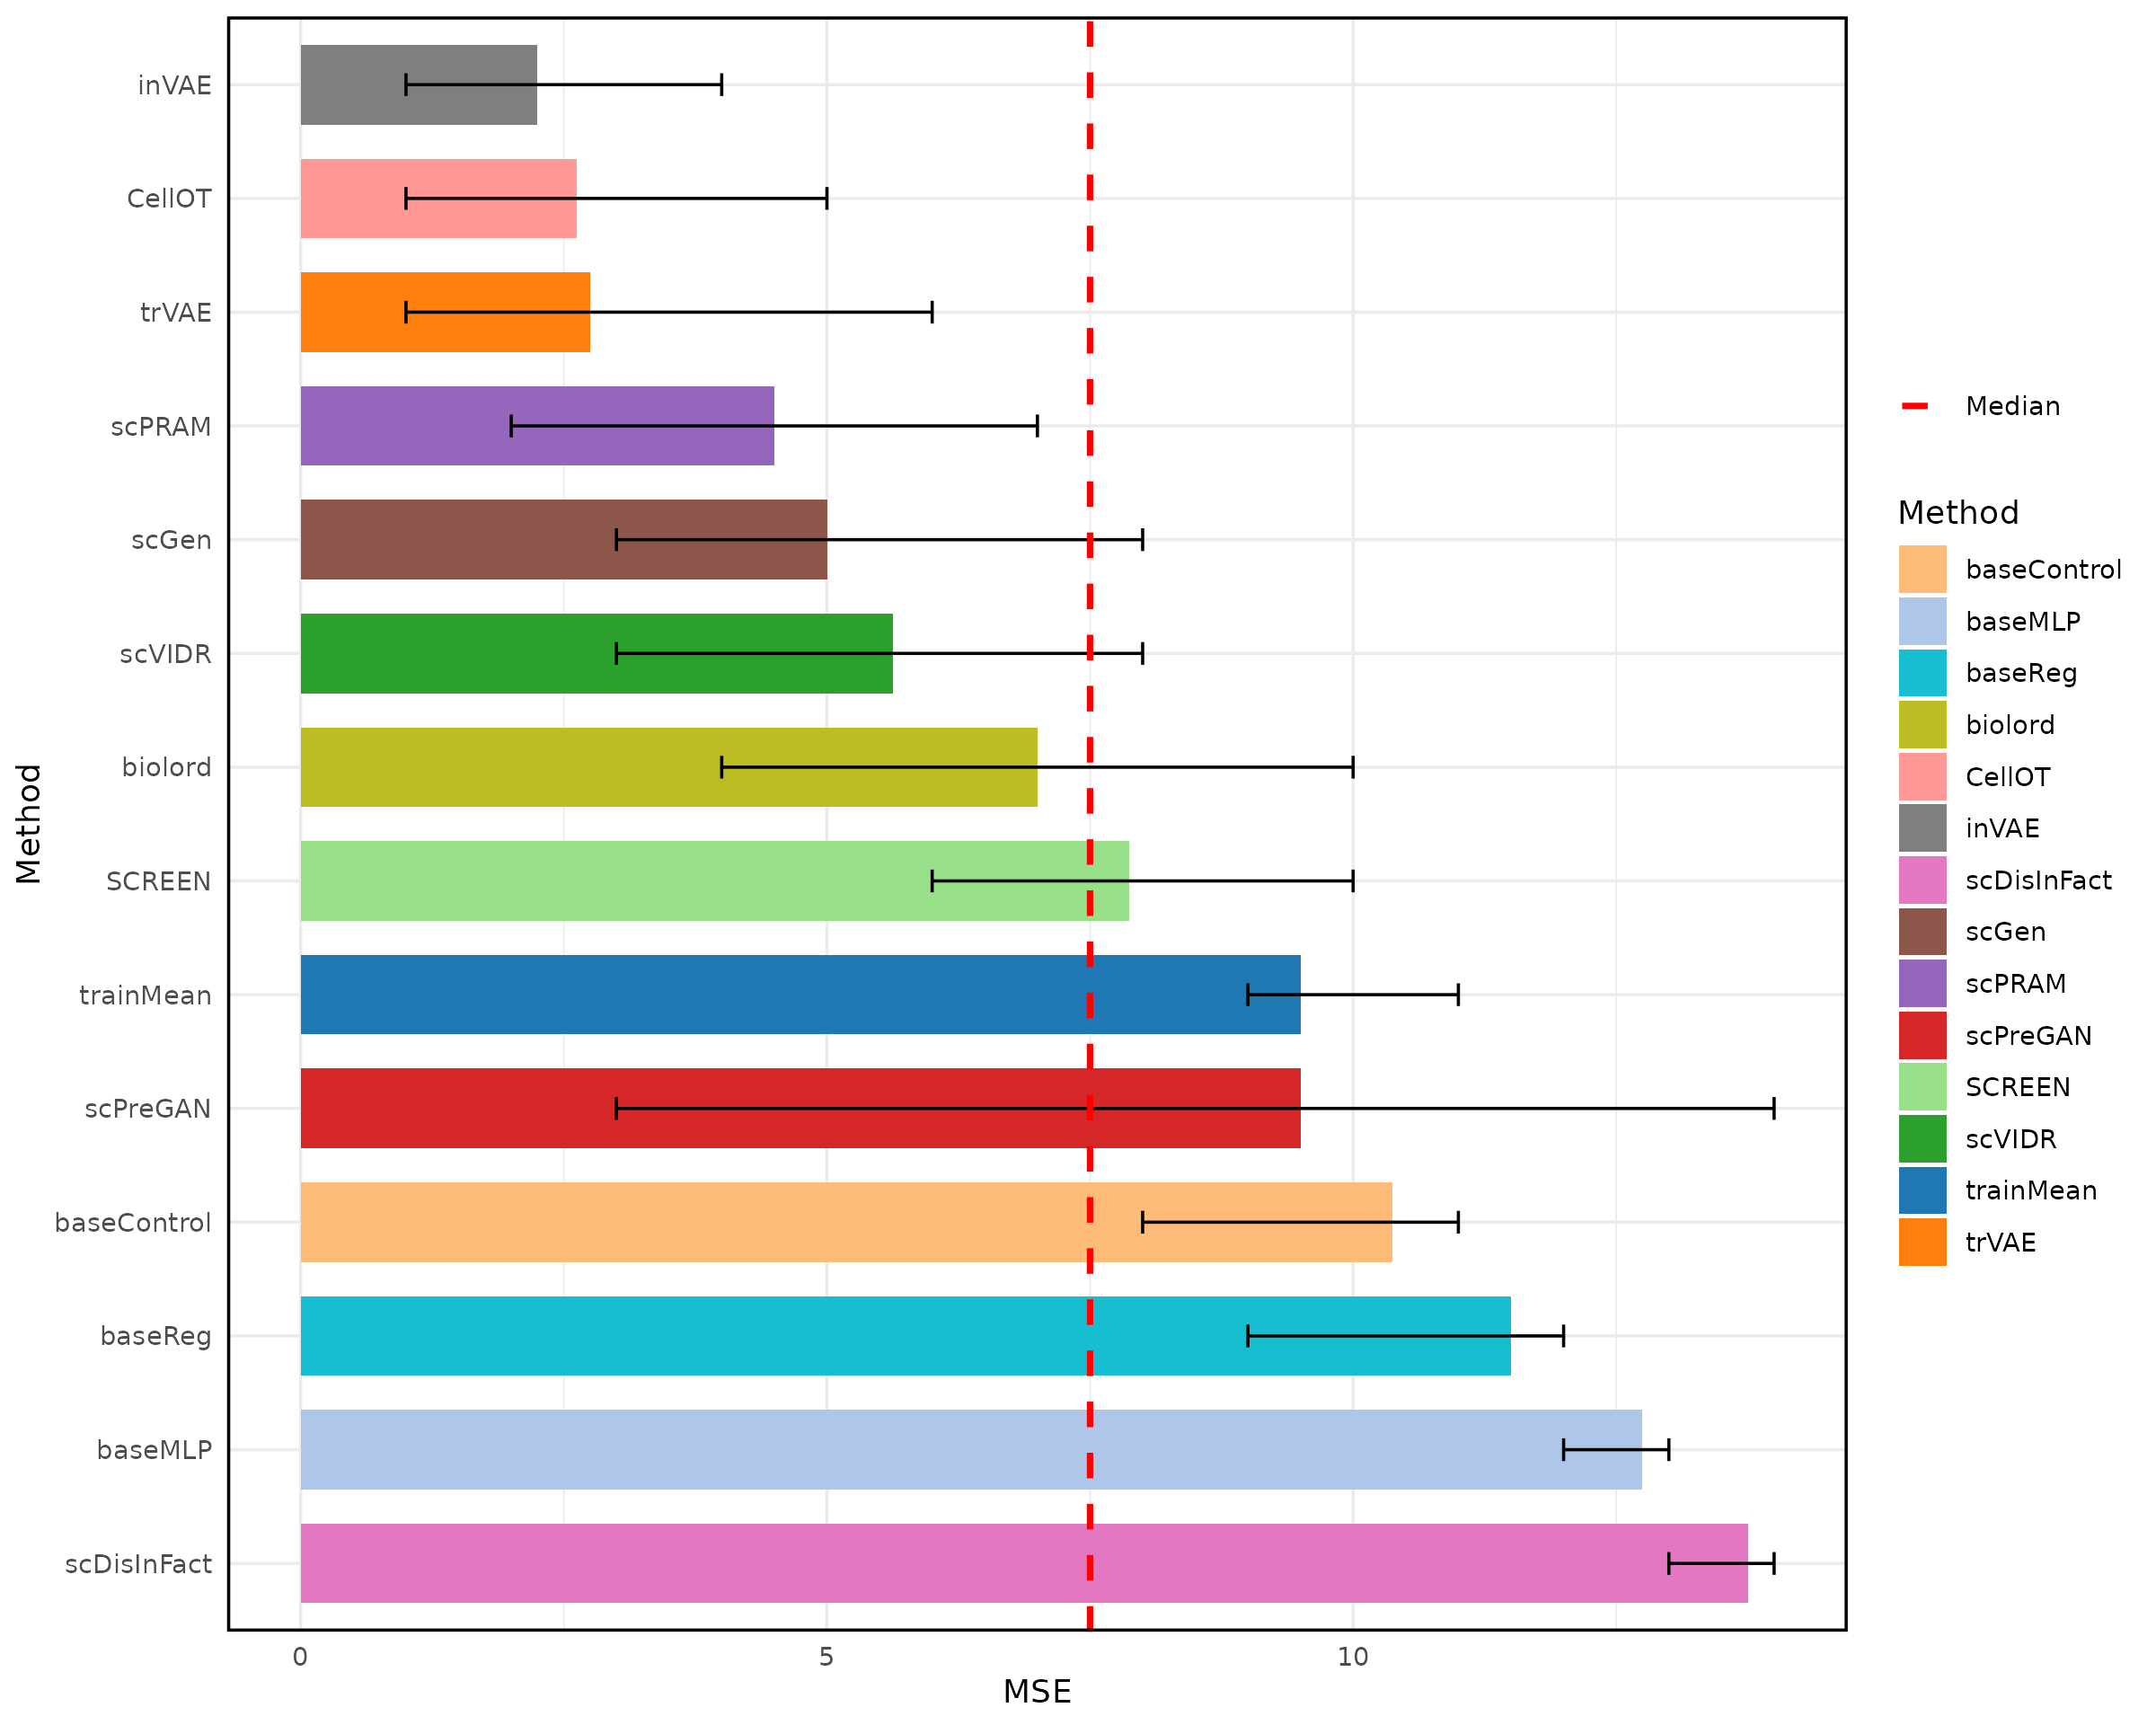 inVAE
CellOT
trVAE
scPRAM
scGen
scVIDR
biolord
SCREEN
trainMean
scPreGAN
baseControl
baseReg
baseMLP
scDisInFact
Method
0 5 10
MSE
Median
Method
baseControl
baseMLP
baseReg
biolord
CellOT
inVAE
scDisInFact
scGen
scPRAM
scPreGAN
SCREEN
scVIDR
trainMean
trVAE